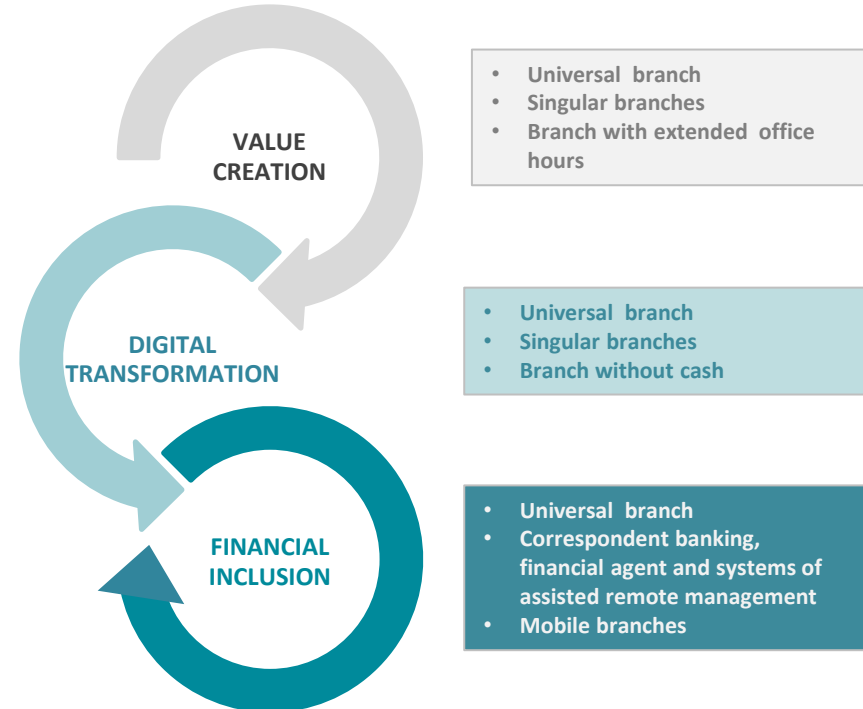 VALUE
CREATION
• Universal branch
• Singular branches
• Branch with extended office
hours
DIGITAL
TRANSFORMATION
• Universal branch
• Singular branches
• Branch without cash
FINANCIAL
INCLUSION
• Universal branch
• Correspondent banking,
financial agent and systems of
assisted remote management
• Mobile branches